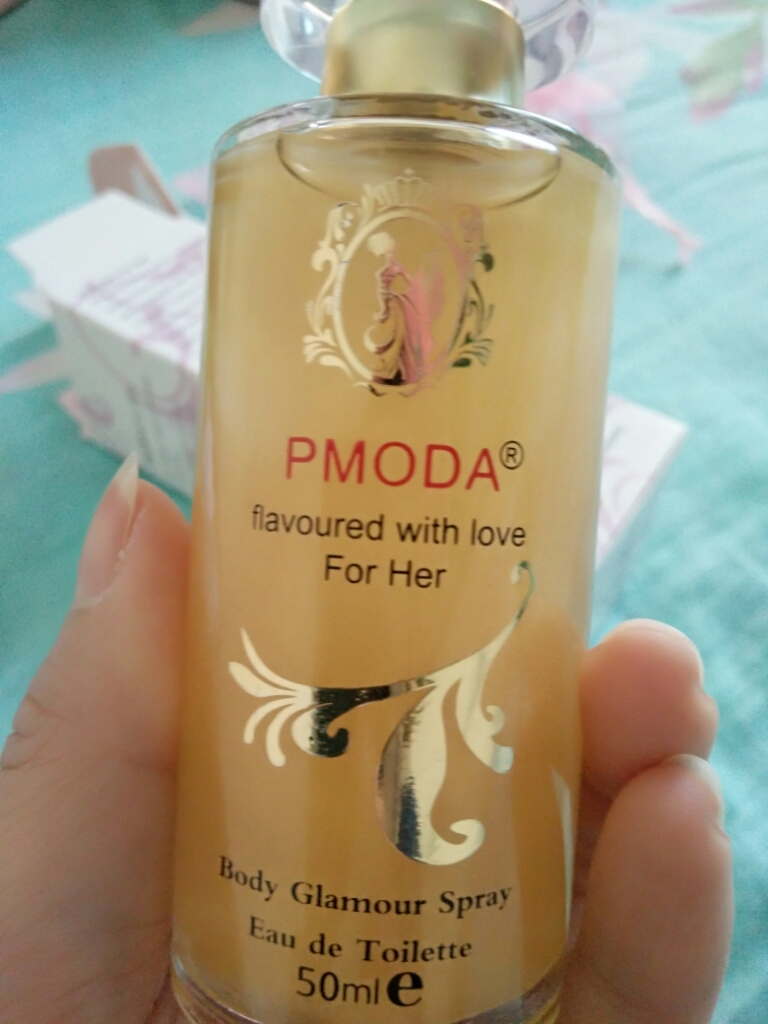 PMODA®
flavoured with love
For Her
Body Glamour Spray
Eau de Toilette
50ml ℮